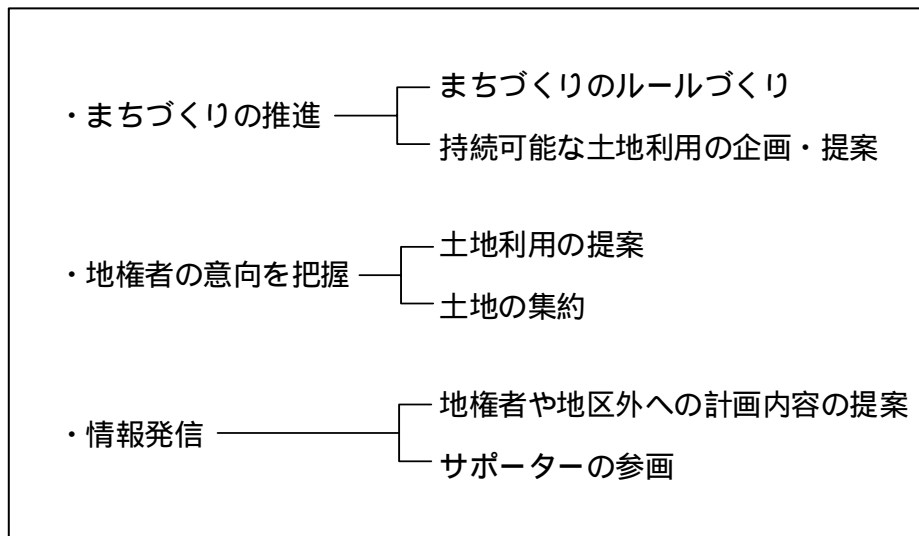 まちづくりのルールづくり
・まちづくりの推進
持続可能な土地利用の企画・提案
土地利用の提案
・地権者の意向を把握
土地の集約
地権者や地区外への計画内容の提案
・情報発信
サポーターの参画